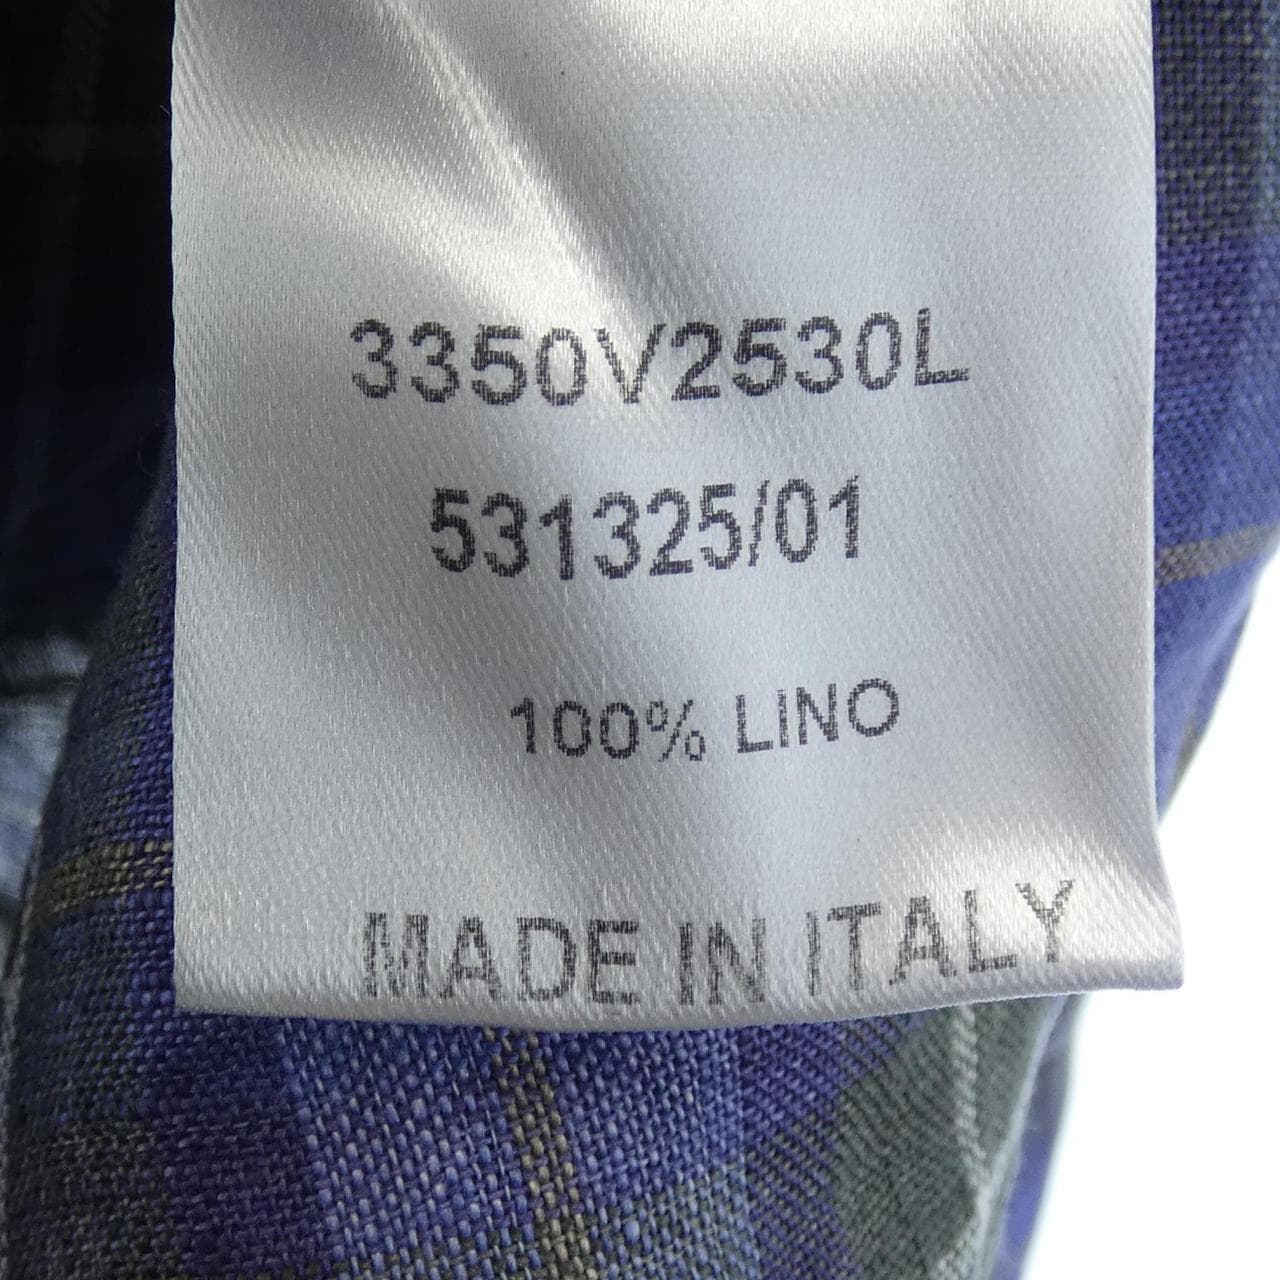 3350V2530L
531325/01
100% LINO
MADE IN ITALY